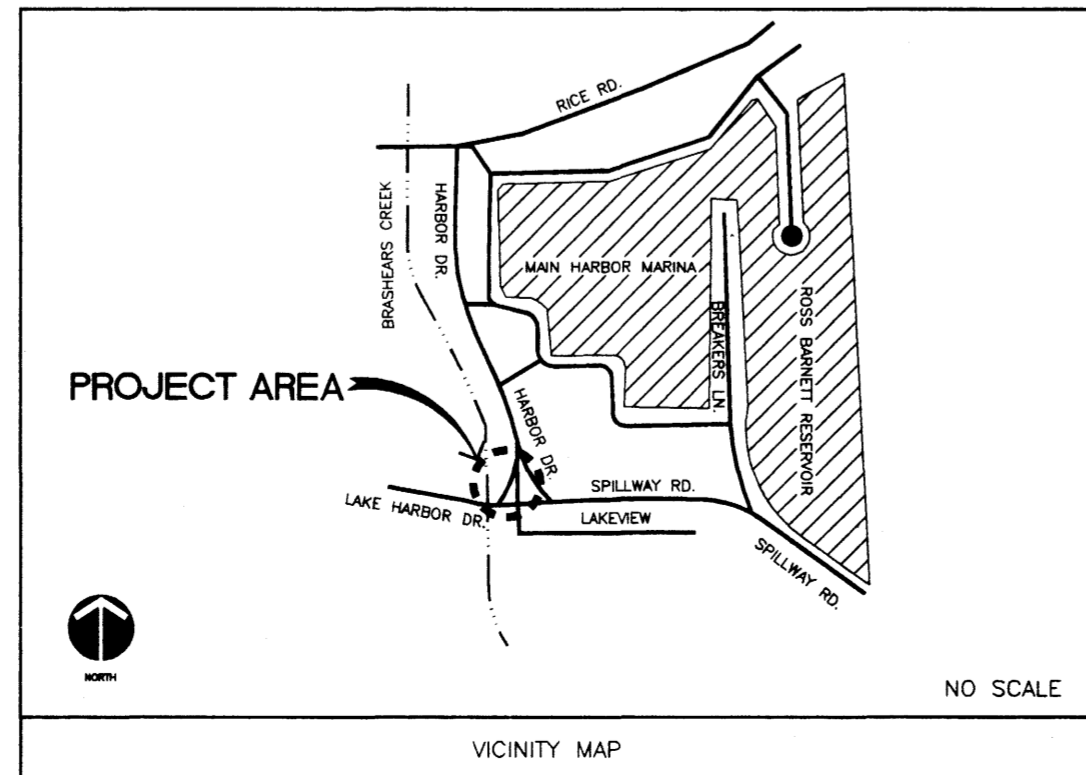 RICE RD.
HARBOR DR.
BRASHEARS CREEK
MAIN HARBOR MARINA
BREAKERS LN.
ROSS BARNETT RESERVOIR
PROJECT AREA
HARBOR DR.
LAKE HARBOR DR.
SPILLWAY RD.
LAKEVIEW
SPILLWAY RD.
NORTH
NO SCALE
VICINITY MAP